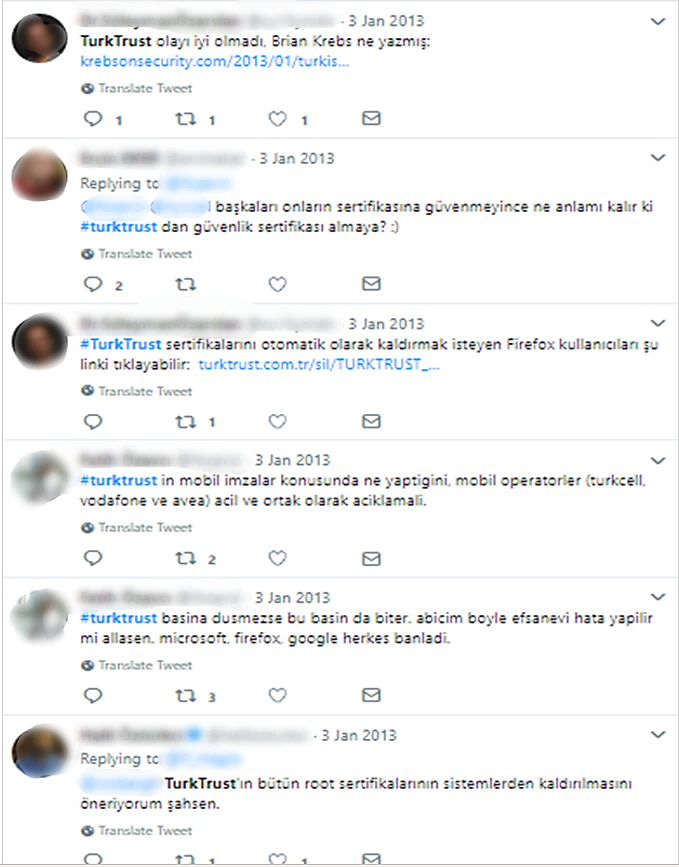 · 3 Jan 2013
TurkTrust olayı iyi olmadı, Brian Krebs ne yazmış:
krebsonsecurity.com/2013/01/turkis...
Translate Tweet
1 1 1
· 3 Jan 2013
Replying to
başkaları onların sertifikasına güvenmeyince ne anlamı kalır ki
#turktrust dan güvenlik sertifikası almaya? :)
Translate Tweet
2
· 3 Jan 2013
#TurkTrust sertifikalarını otomatik olarak kaldırmak isteyen Firefox kullanıcıları şu
linki tıklayabilir: turktrust.com.tr/sil/TURKTRUST_...
Translate Tweet
1
3 Jan 2013
#turktrust in mobil imzalar konusunda ne yaptigini, mobil operatorler (turkcell,
vodafone ve avea) acil ve ortak olarak aciklamali.
Translate Tweet
2
3 Jan 2013
#turktrust basina dusmezse bu basin da biter. abicim boyle efsanevi hata yapilir
mi allasen. microsoft, firefox, google herkes banladi.
Translate Tweet
3
· 3 Jan 2013
Replying to
TurkTrust'ın bütün root sertifikalarının sistemlerden kaldırılmasını
öneriyorum şahsen.
Translate Tweet
1 1